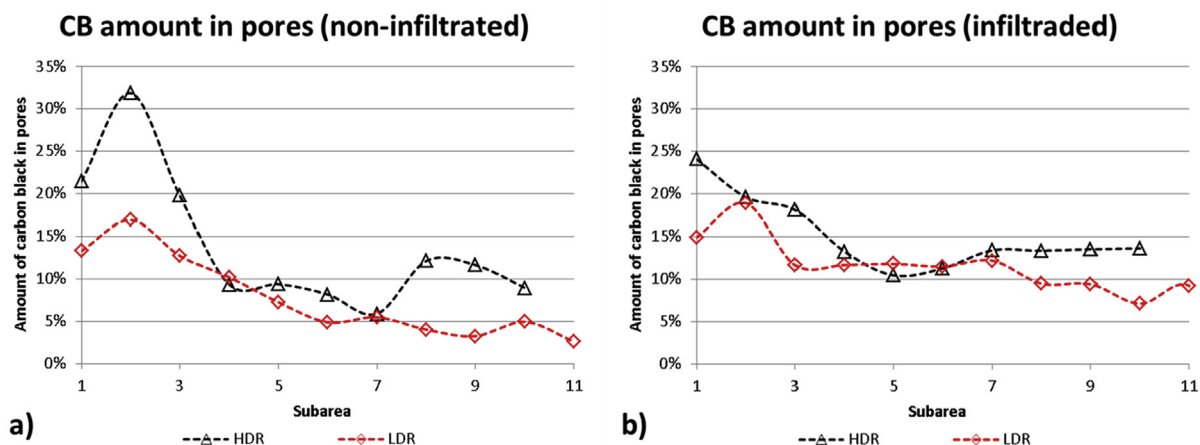 CB amount in pores (non-infiltrated)
Amount of carbon black in pores
35%
30%
25%
20%
15%
10%
5%
0%
1 3 5 7 9 11
Subarea
a)
HDR LDR
CB amount in pores (infiltraded)
Amount of carbon black in pores
35%
30%
25%
20%
15%
10%
5%
0%
1 3 5 7 9 11
Subarea
b)
HDR LDR